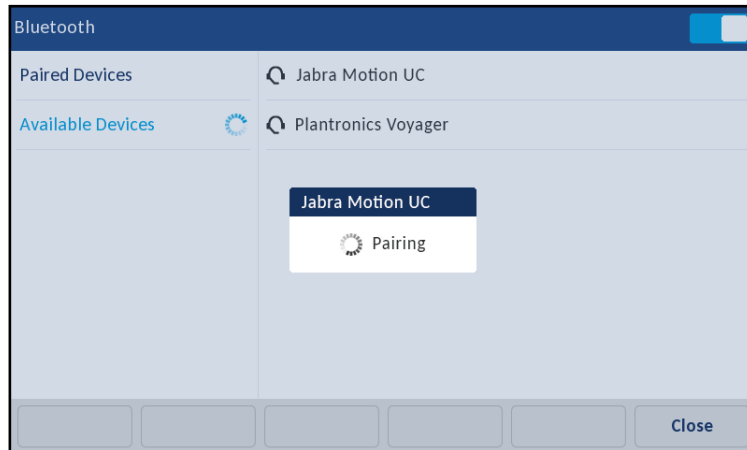 Bluetooth
Paired Devices
Jabra Motion UC
Available Devices
Plantronics Voyager
Jabra Motion UC
Pairing
Close